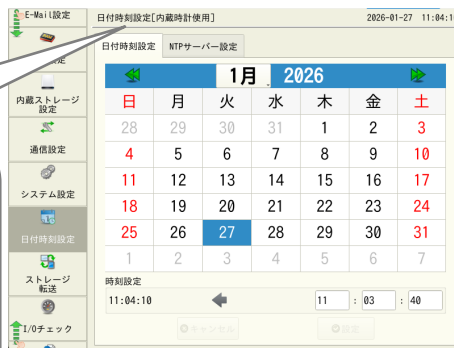 E-Mail設定
日付時刻設定[内蔵時計使用]
2026-01-27 11:04:1
日付時刻設定
NTPサーバー設定
定
内蔵ストレージ
設定
通信設定
システム設定
日付時刻設定
ストレージ
転送
I/Oチェック
1月 2026
日 月 火 水 木 金 土
28 29 30 31 1 2 3
4 5 6 7 8 9 10
11 12 13 14 15 16 17
18 19 20 21 22 23 24
25 26 27 28 29 30 31
1 2 3 4 5 6 7
時刻設定
11:04:10
11 : 03 : 40
キャンセル
設定